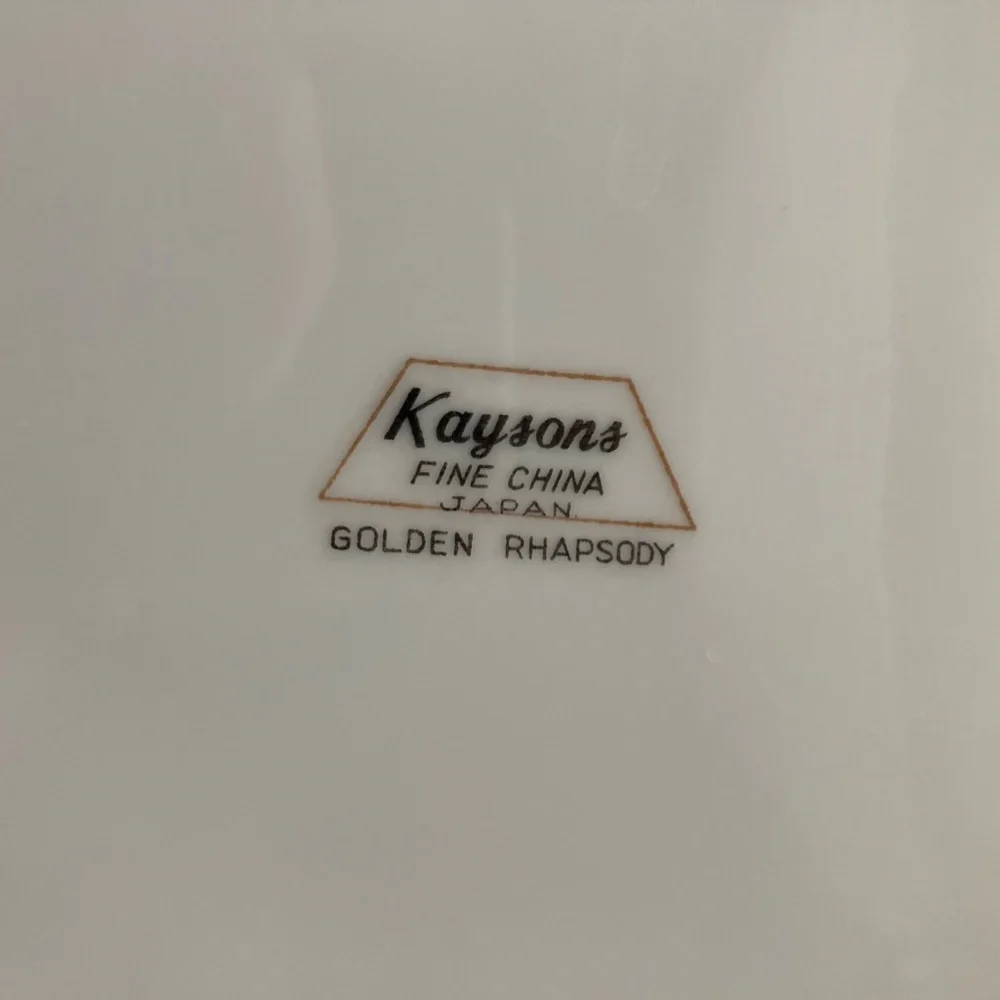 Kaysons
FINE CHINA
JAPAN.
GOLDEN RHAPSODY